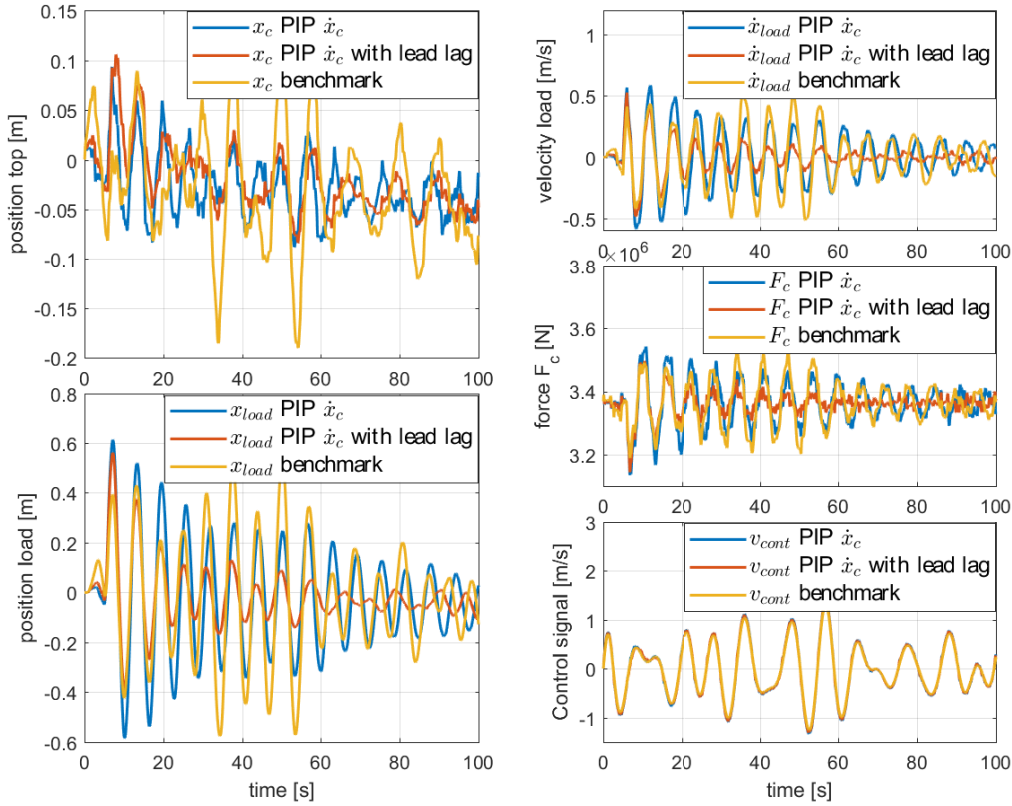 0.15
0.1
0.05
0
-0.05
-0.1
-0.15
-0.2
position top [m]
x_c PIP ẋ_c
x_c PIP ẋ_c with lead lag
x_c benchmark
0 20 40 60 80 100
0.8
0.6
0.4
0.2
0
-0.2
-0.4
-0.6
position load [m]
x_load PIP ẋ_c
x_load PIP ẋ_c with lead lag
x_load benchmark
0 20 40 60 80 100
time [s]
1
0.5
0
-0.5
velocity load [m/s]
ẋ_load PIP ẋ_c
ẋ_load PIP ẋ_c with lead lag
ẋ_load benchmark
0 20 40 60 80 100
×10^6
3.8
3.6
3.4
3.2
force F_c [N]
F_c PIP ẋ_c
F_c PIP ẋ_c with lead lag
F_c benchmark
0 20 40 60 80 100
3
2
1
0
-1
Control signal [m/s]
v_cont PIP ẋ_c
v_cont PIP ẋ_c with lead lag
v_cont benchmark
0 20 40 60 80 100
time [s]